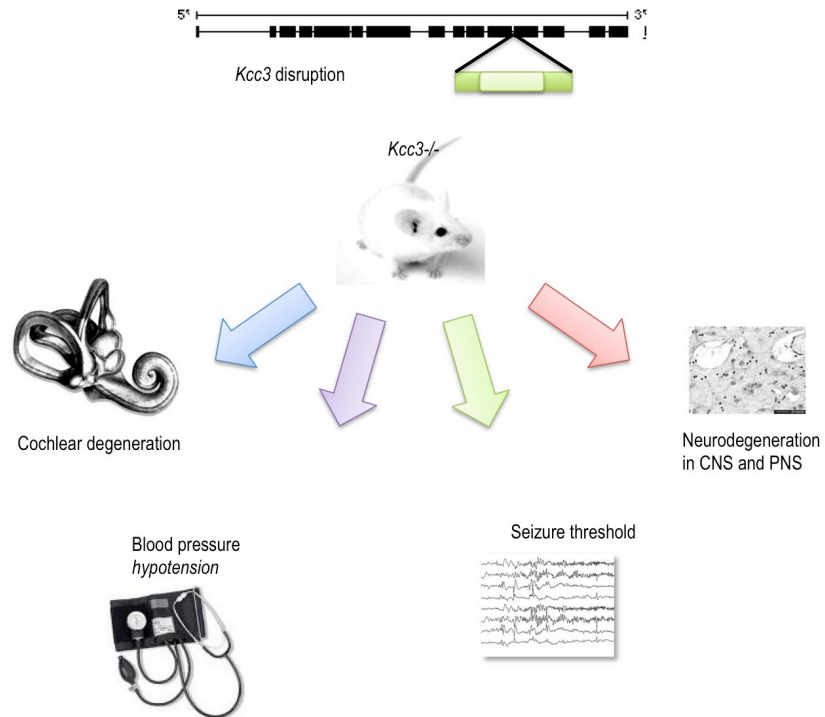 5' 3'
Kcc3 disruption
Kcc3-/-
Cochlear degeneration
Neurodegeneration
in CNS and PNS
Blood pressure
hypotension
Seizure threshold